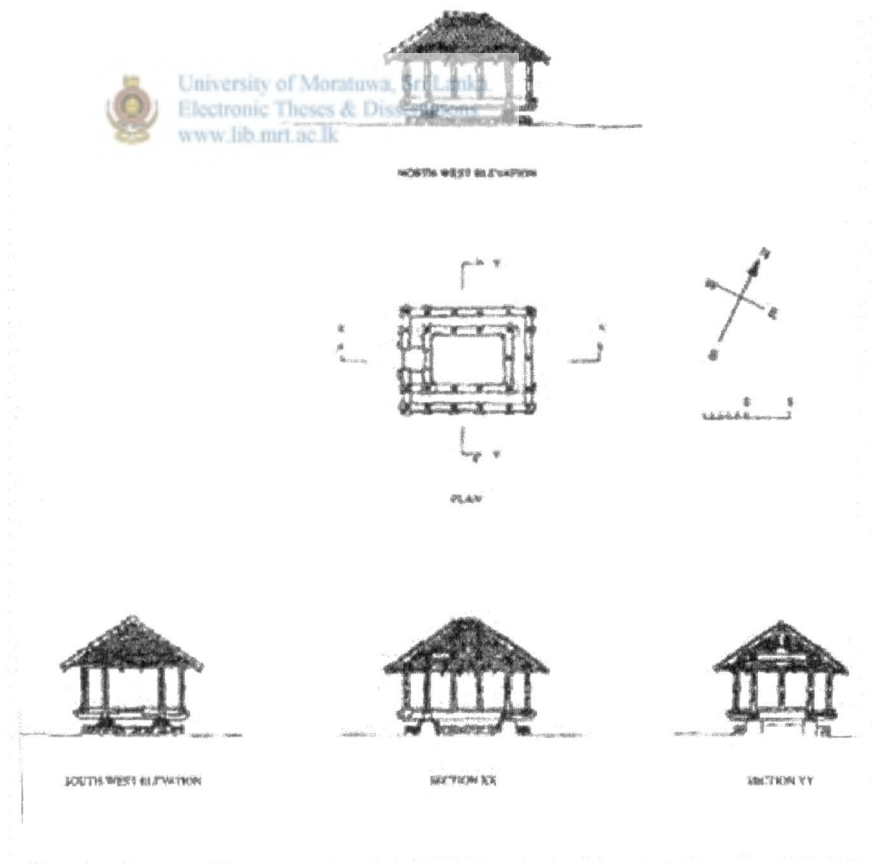 University of Moratuwa, Sri Lanka.
Electronic Theses & Dissertations
www.lib.mrt.ac.lk
NORTH WEST ELEVATION
N
PLAN
SOUTH WEST ELEVATION
SECTION XX
SECTION YY